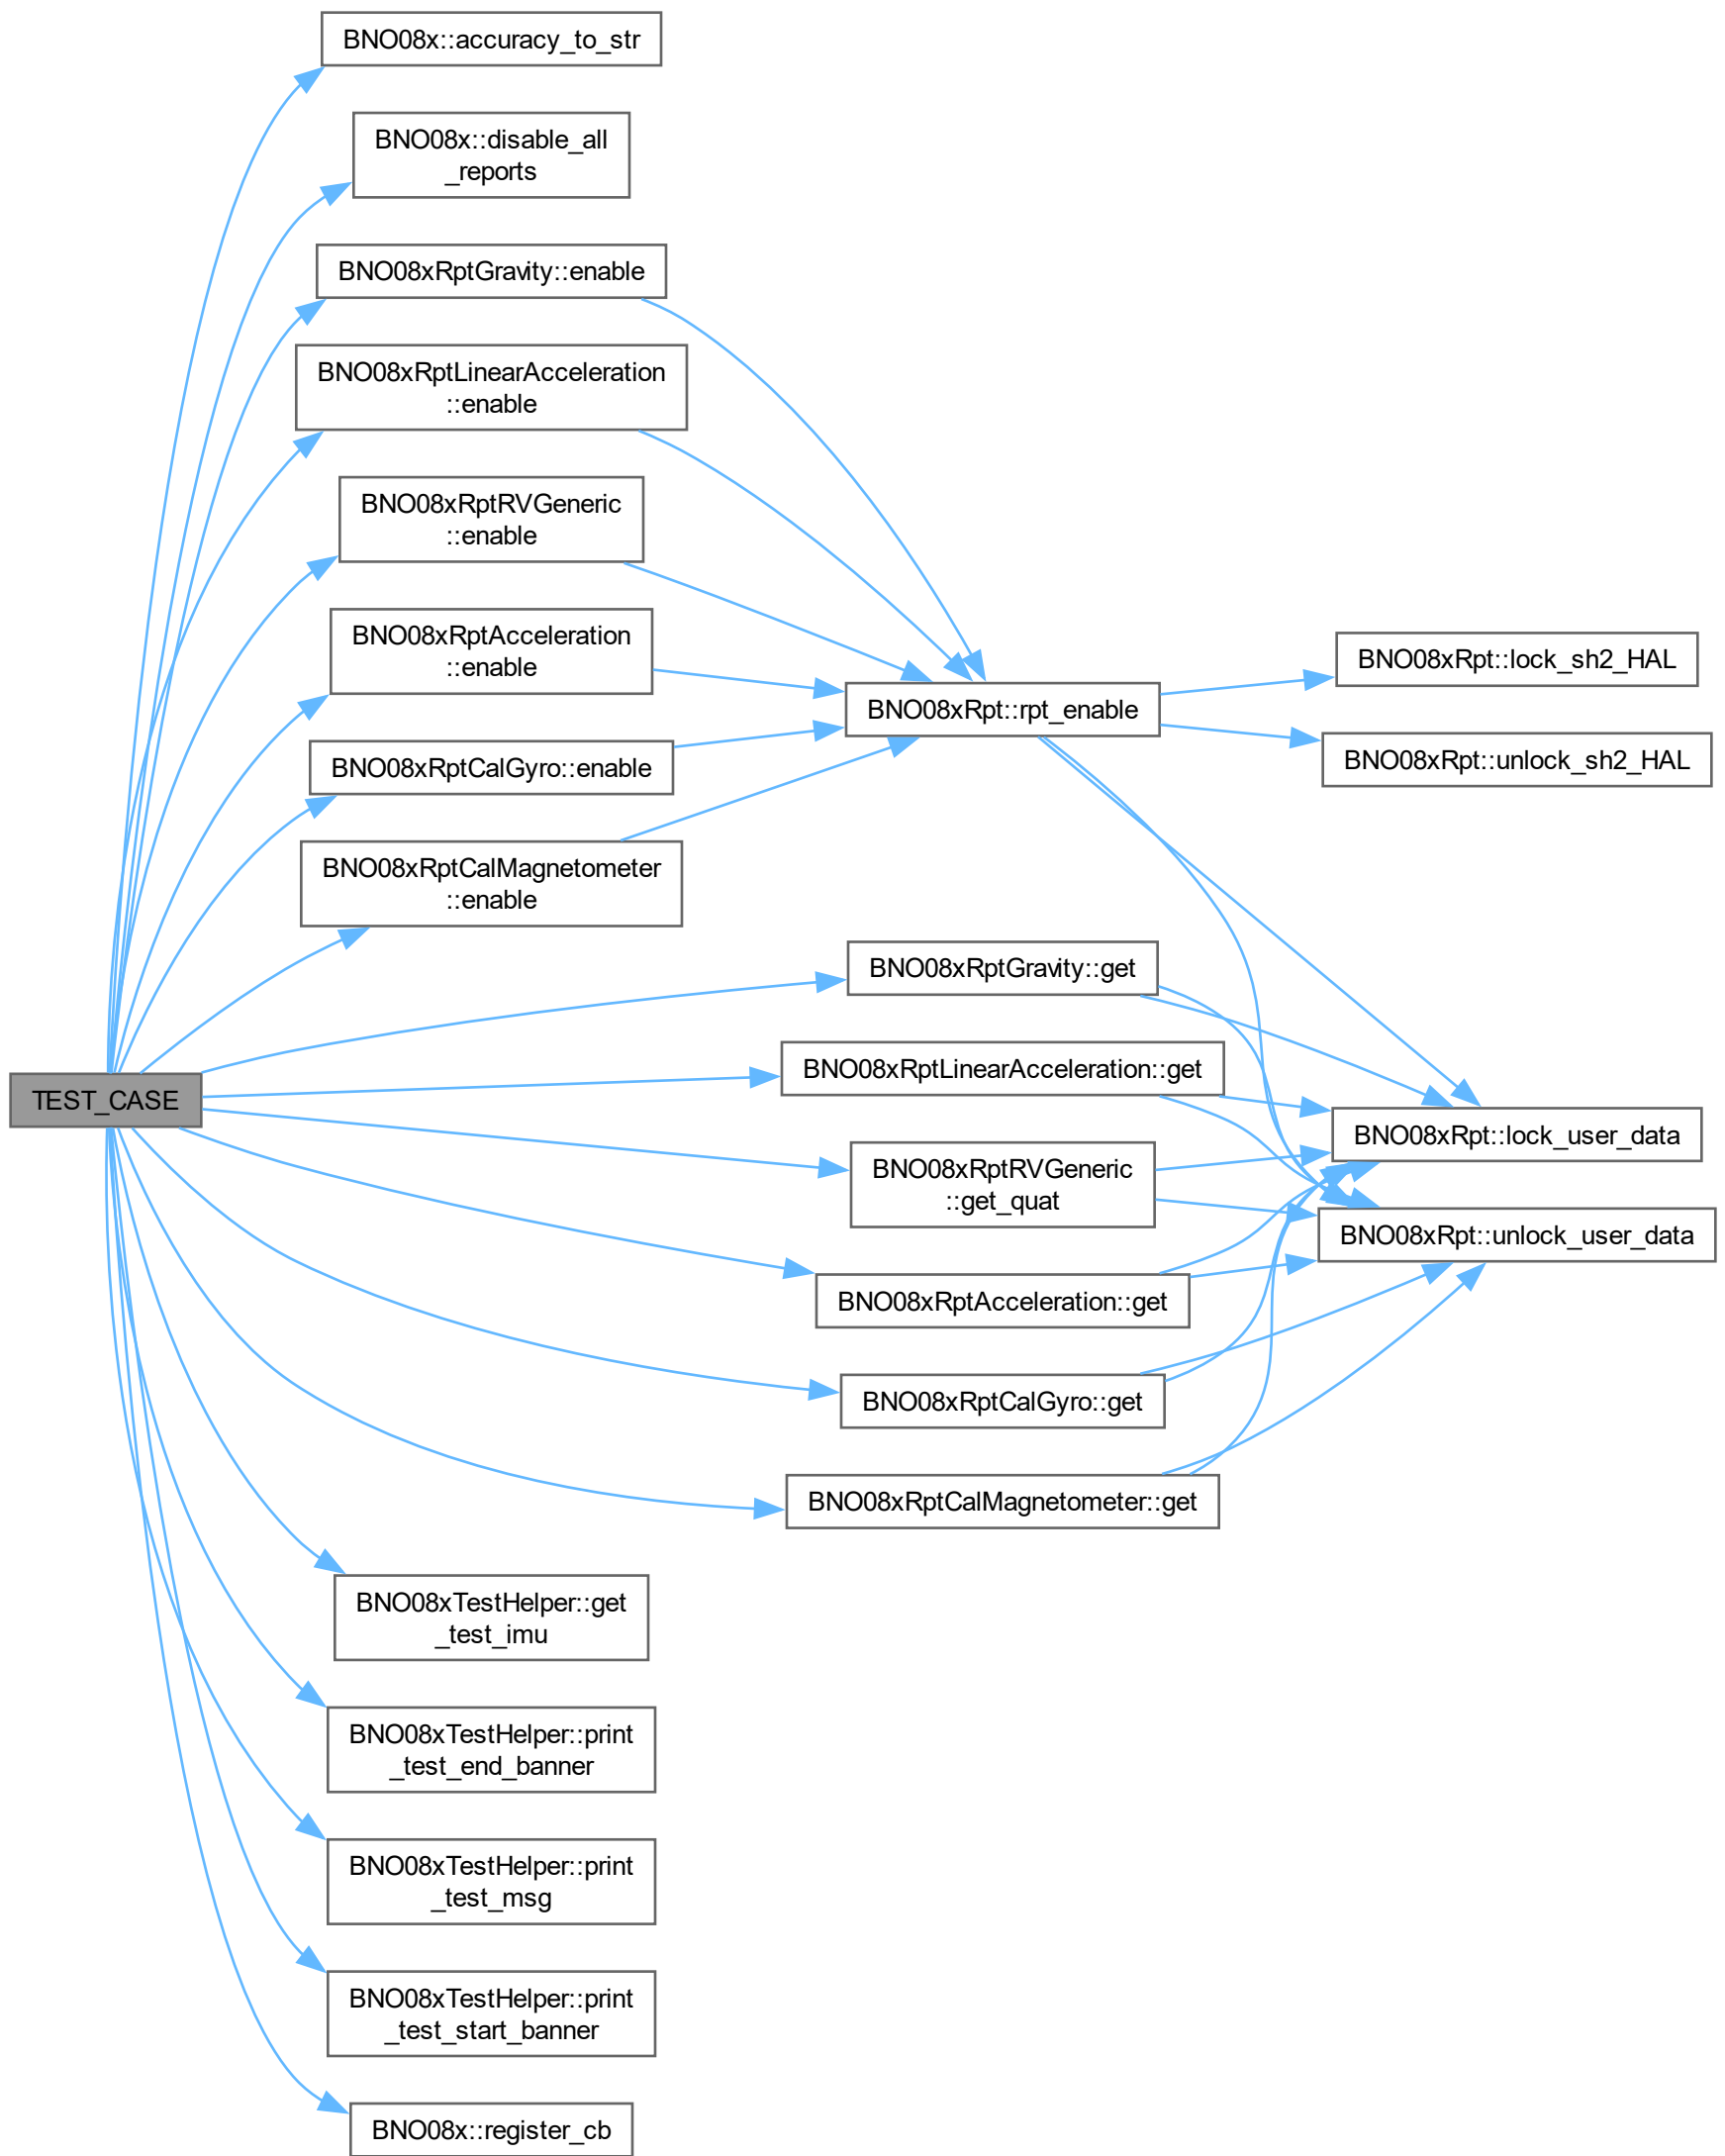 BNO08x::accuracy_to_str
BNO08x::disable_all
_reports
BNO08xRptGravity::enable
BNO08xRptLinearAcceleration
::enable
BNO08xRptRVGeneric
::enable
BNO08xRptAcceleration
::enable
BNO08xRptCalGyro::enable
BNO08xRptCalMagnetometer
::enable
BNO08xRpt::rpt_enable
BNO08xRpt::lock_sh2_HAL
BNO08xRpt::unlock_sh2_HAL
TEST_CASE
BNO08xRptGravity::get
BNO08xRptLinearAcceleration::get
BNO08xRptRVGeneric
::get_quat
BNO08xRptAcceleration::get
BNO08xRptCalGyro::get
BNO08xRptCalMagnetometer::get
BNO08xRpt::lock_user_data
BNO08xRpt::unlock_user_data
BNO08xTestHelper::get
_test_imu
BNO08xTestHelper::print
_test_end_banner
BNO08xTestHelper::print
_test_msg
BNO08xTestHelper::print
_test_start_banner
BNO08x::register_cb